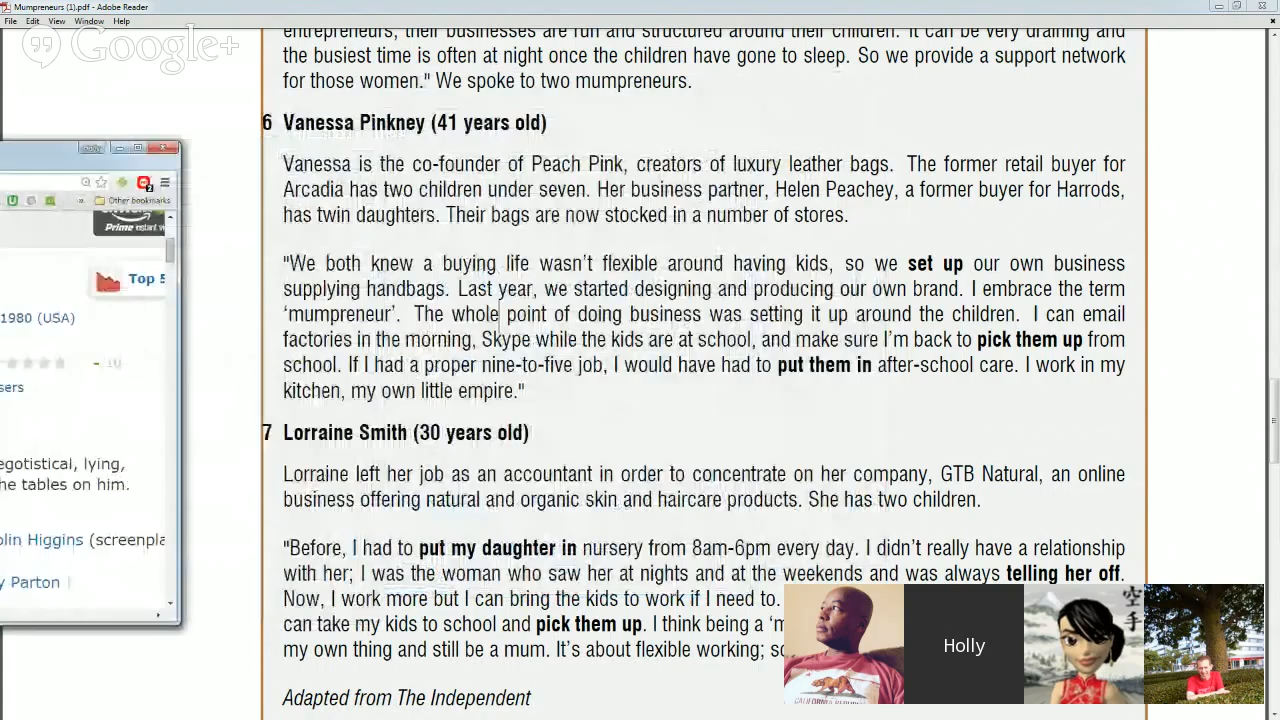 Mumpreneurs (1).pdf - Adobe Reader
File Edit View Window Help
Google+
entrepreneurs, their businesses are run and structured around their children. It can be very draining and
the busiest time is often at night once the children have gone to sleep. So we provide a support network
for those women." We spoke to two mumpreneurs.
6 Vanessa Pinkney (41 years old)
Vanessa is the co-founder of Peach Pink, creators of luxury leather bags. The former retail buyer for
Arcadia has two children under seven. Her business partner, Helen Peachey, a former buyer for Harrods,
has twin daughters. Their bags are now stocked in a number of stores.
"We both knew a buying life wasn't flexible around having kids, so we set up our own business
supplying handbags. Last year, we started designing and producing our own brand. I embrace the term
'mumpreneur'. The whole point of doing business was setting it up around the children. I can email
factories in the morning, Skype while the kids are at school, and make sure I'm back to pick them up from
school. If I had a proper nine-to-five job, I would have had to put them in after-school care. I work in my
kitchen, my own little empire."
7 Lorraine Smith (30 years old)
Lorraine left her job as an accountant in order to concentrate on her company, GTB Natural, an online
business offering natural and organic skin and haircare products. She has two children.
"Before, I had to put my daughter in nursery from 8am-6pm every day. I didn't really have a relationship
with her; I was the woman who saw her at nights and at the weekends and was always telling her off.
Now, I work more but I can bring the kids to work if I need to.
can take my kids to school and pick them up. I think being a 'm
my own thing and still be a mum. It's about flexible working; so
Adapted from The Independent
Holly
Other bookmarks
Prime instant vi
Top 5
1980 (USA)
- 10
sers
egotistical, lying,
he tables on him.
olin Higgins (screenpla
y Parton
Holly
空
手
CALIFORNIA REPUBLIC